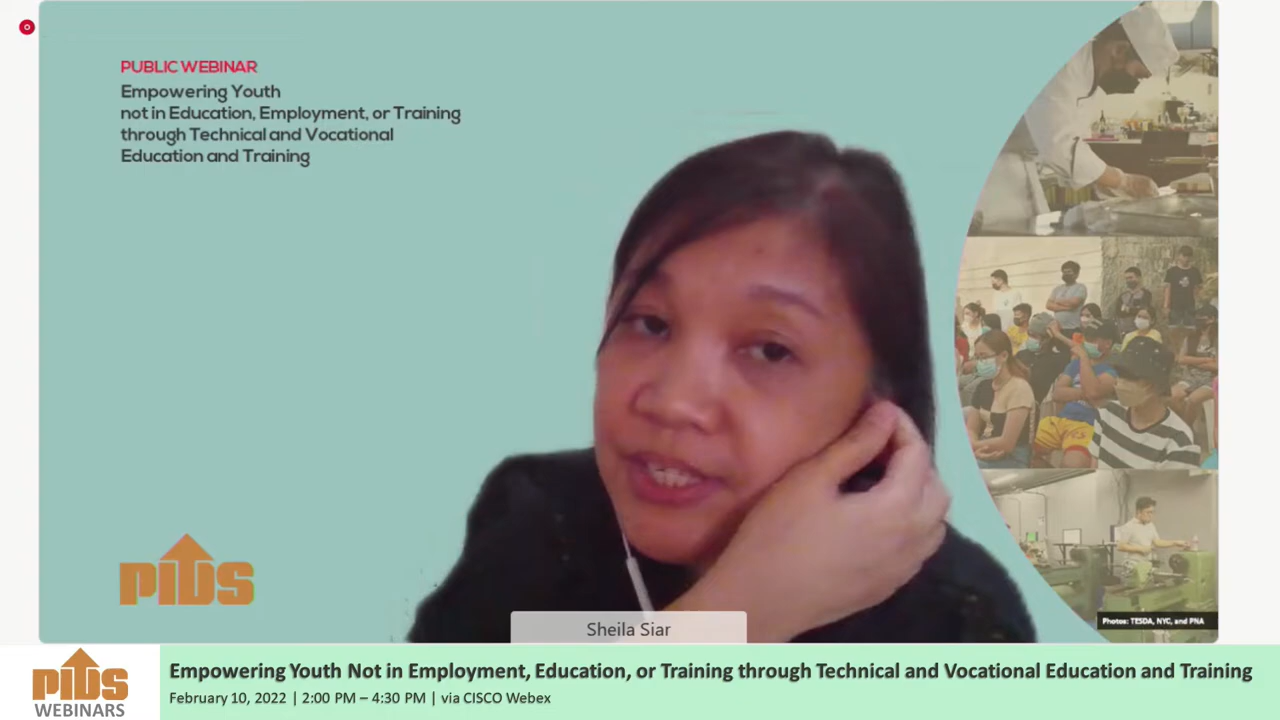 PUBLIC WEBINAR
Empowering Youth
not in Education, Employment, or Training
through Technical and Vocational
Education and Training
PIDS
Sheila Siar
Photos: TESDA, NYC, and PNA
PIDS
WEBINARS
Empowering Youth Not in Employment, Education, or Training through Technical and Vocational Education and Training
February 10, 2022 | 2:00 PM – 4:30 PM | via CISCO Webex